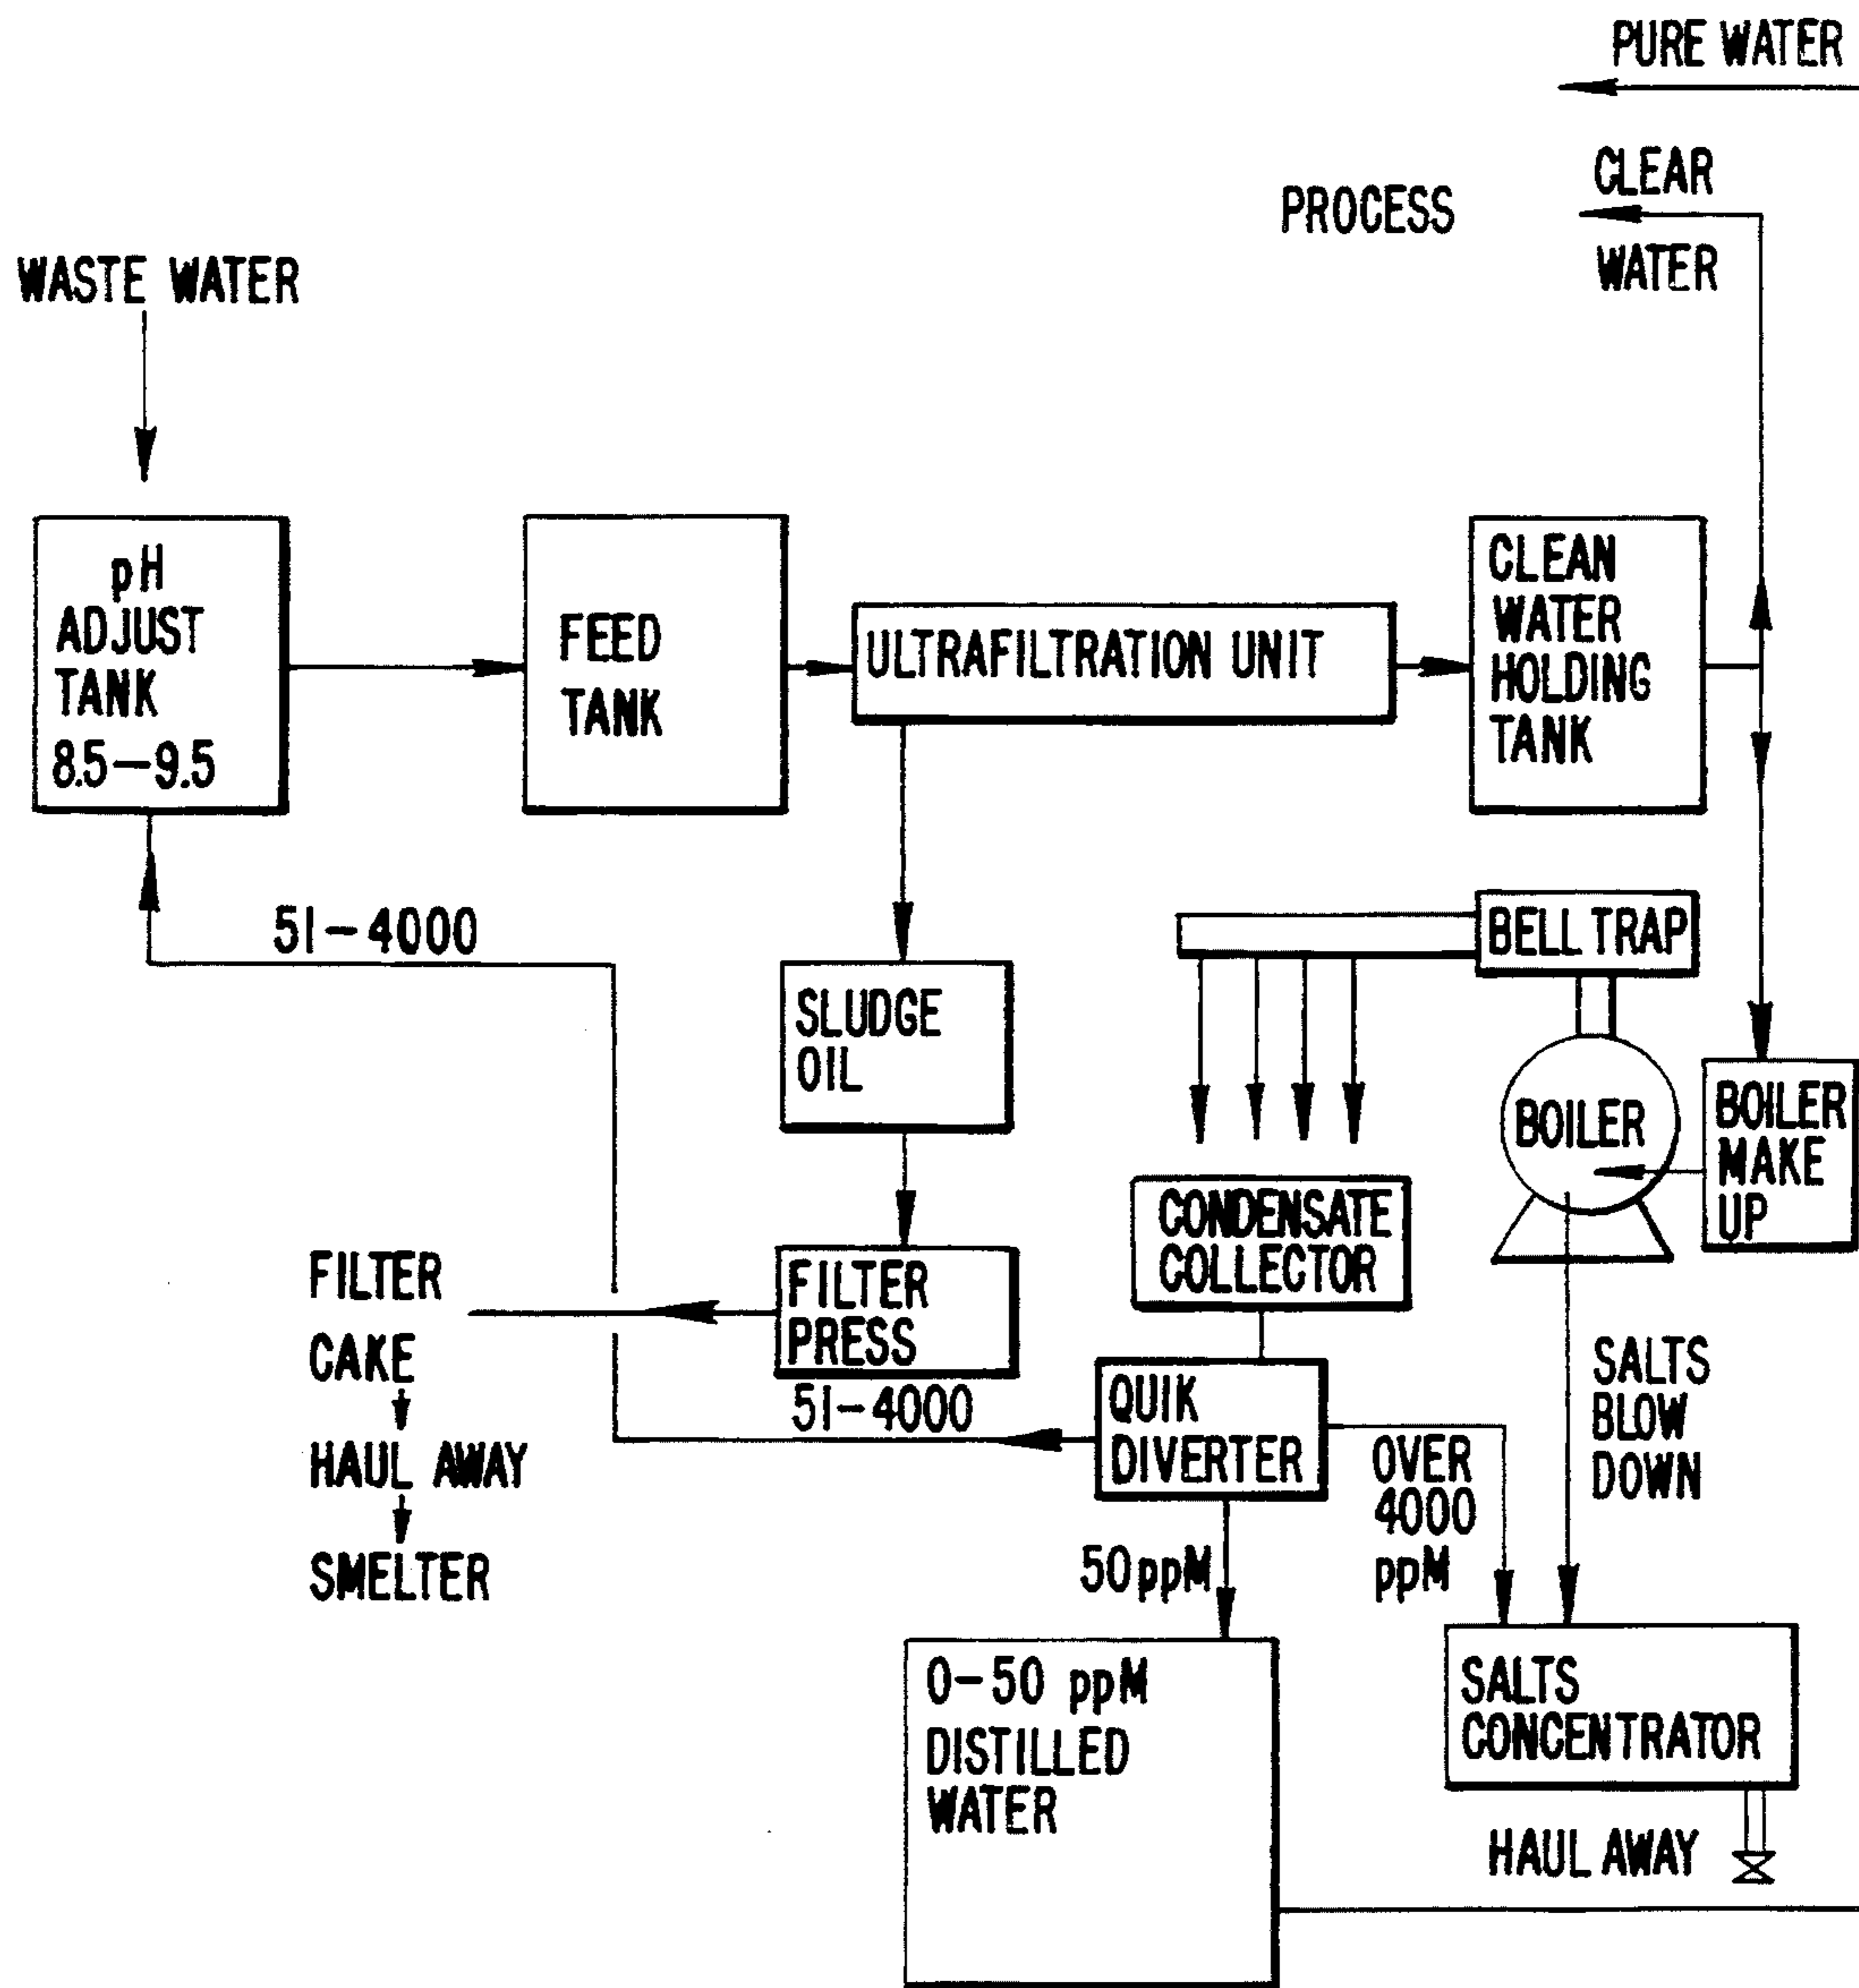 PURE WATER
CLEAR
WATER
PROCESS
WASTE WATER
pH
ADJUST
TANK
8.5-9.5
FEED
TANK
ULTRAFILTRATION UNIT
CLEAN
WATER
HOLDING
TANK
51-4000
SLUDGE
OIL
BELL TRAP
BOILER
BOILER
MAKE
UP
CONDENSATE
COLLECTOR
FILTER
PRESS
FILTER
CAKE
HAUL AWAY
SMELTER
51-4000
QUIK
DIVERTER
OVER
4000
ppM
SALTS
BLOW
DOWN
50 ppM
0-50 ppM
DISTILLED
WATER
SALTS
CONCENTRATOR
HAUL AWAY